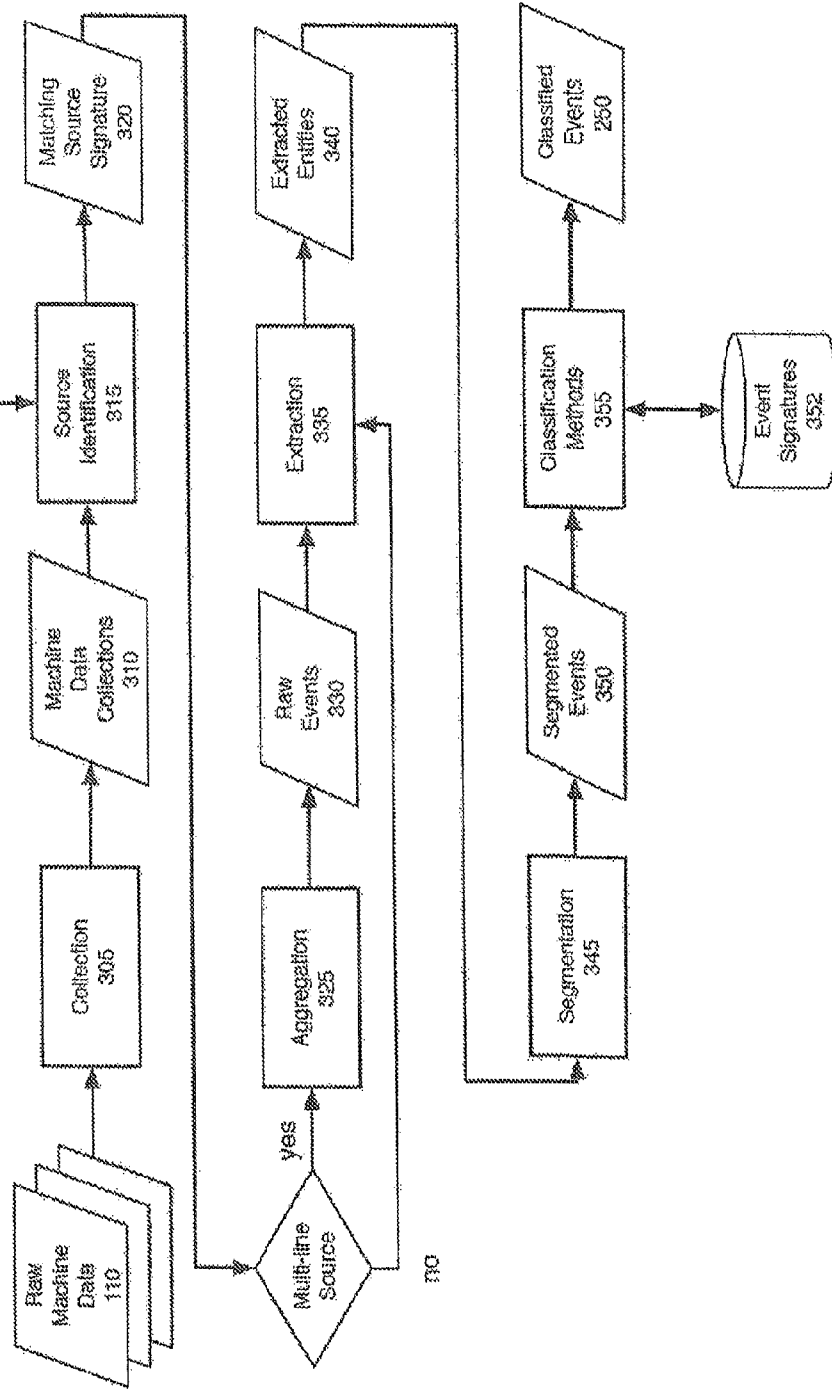 Raw
Machine
Data
110
Collection
305
Machine
Data
Collections
310
Source
Identification
315
Matching
Source
Signature
320
Multi-line
Source
yes
no
Aggregation
325
Raw
Events
330
Extraction
335
Extracted
Entities
340
Segmentation
345
Segmented
Events
350
Classification
Methods
355
Classified
Events
250
Event
Signatures
352